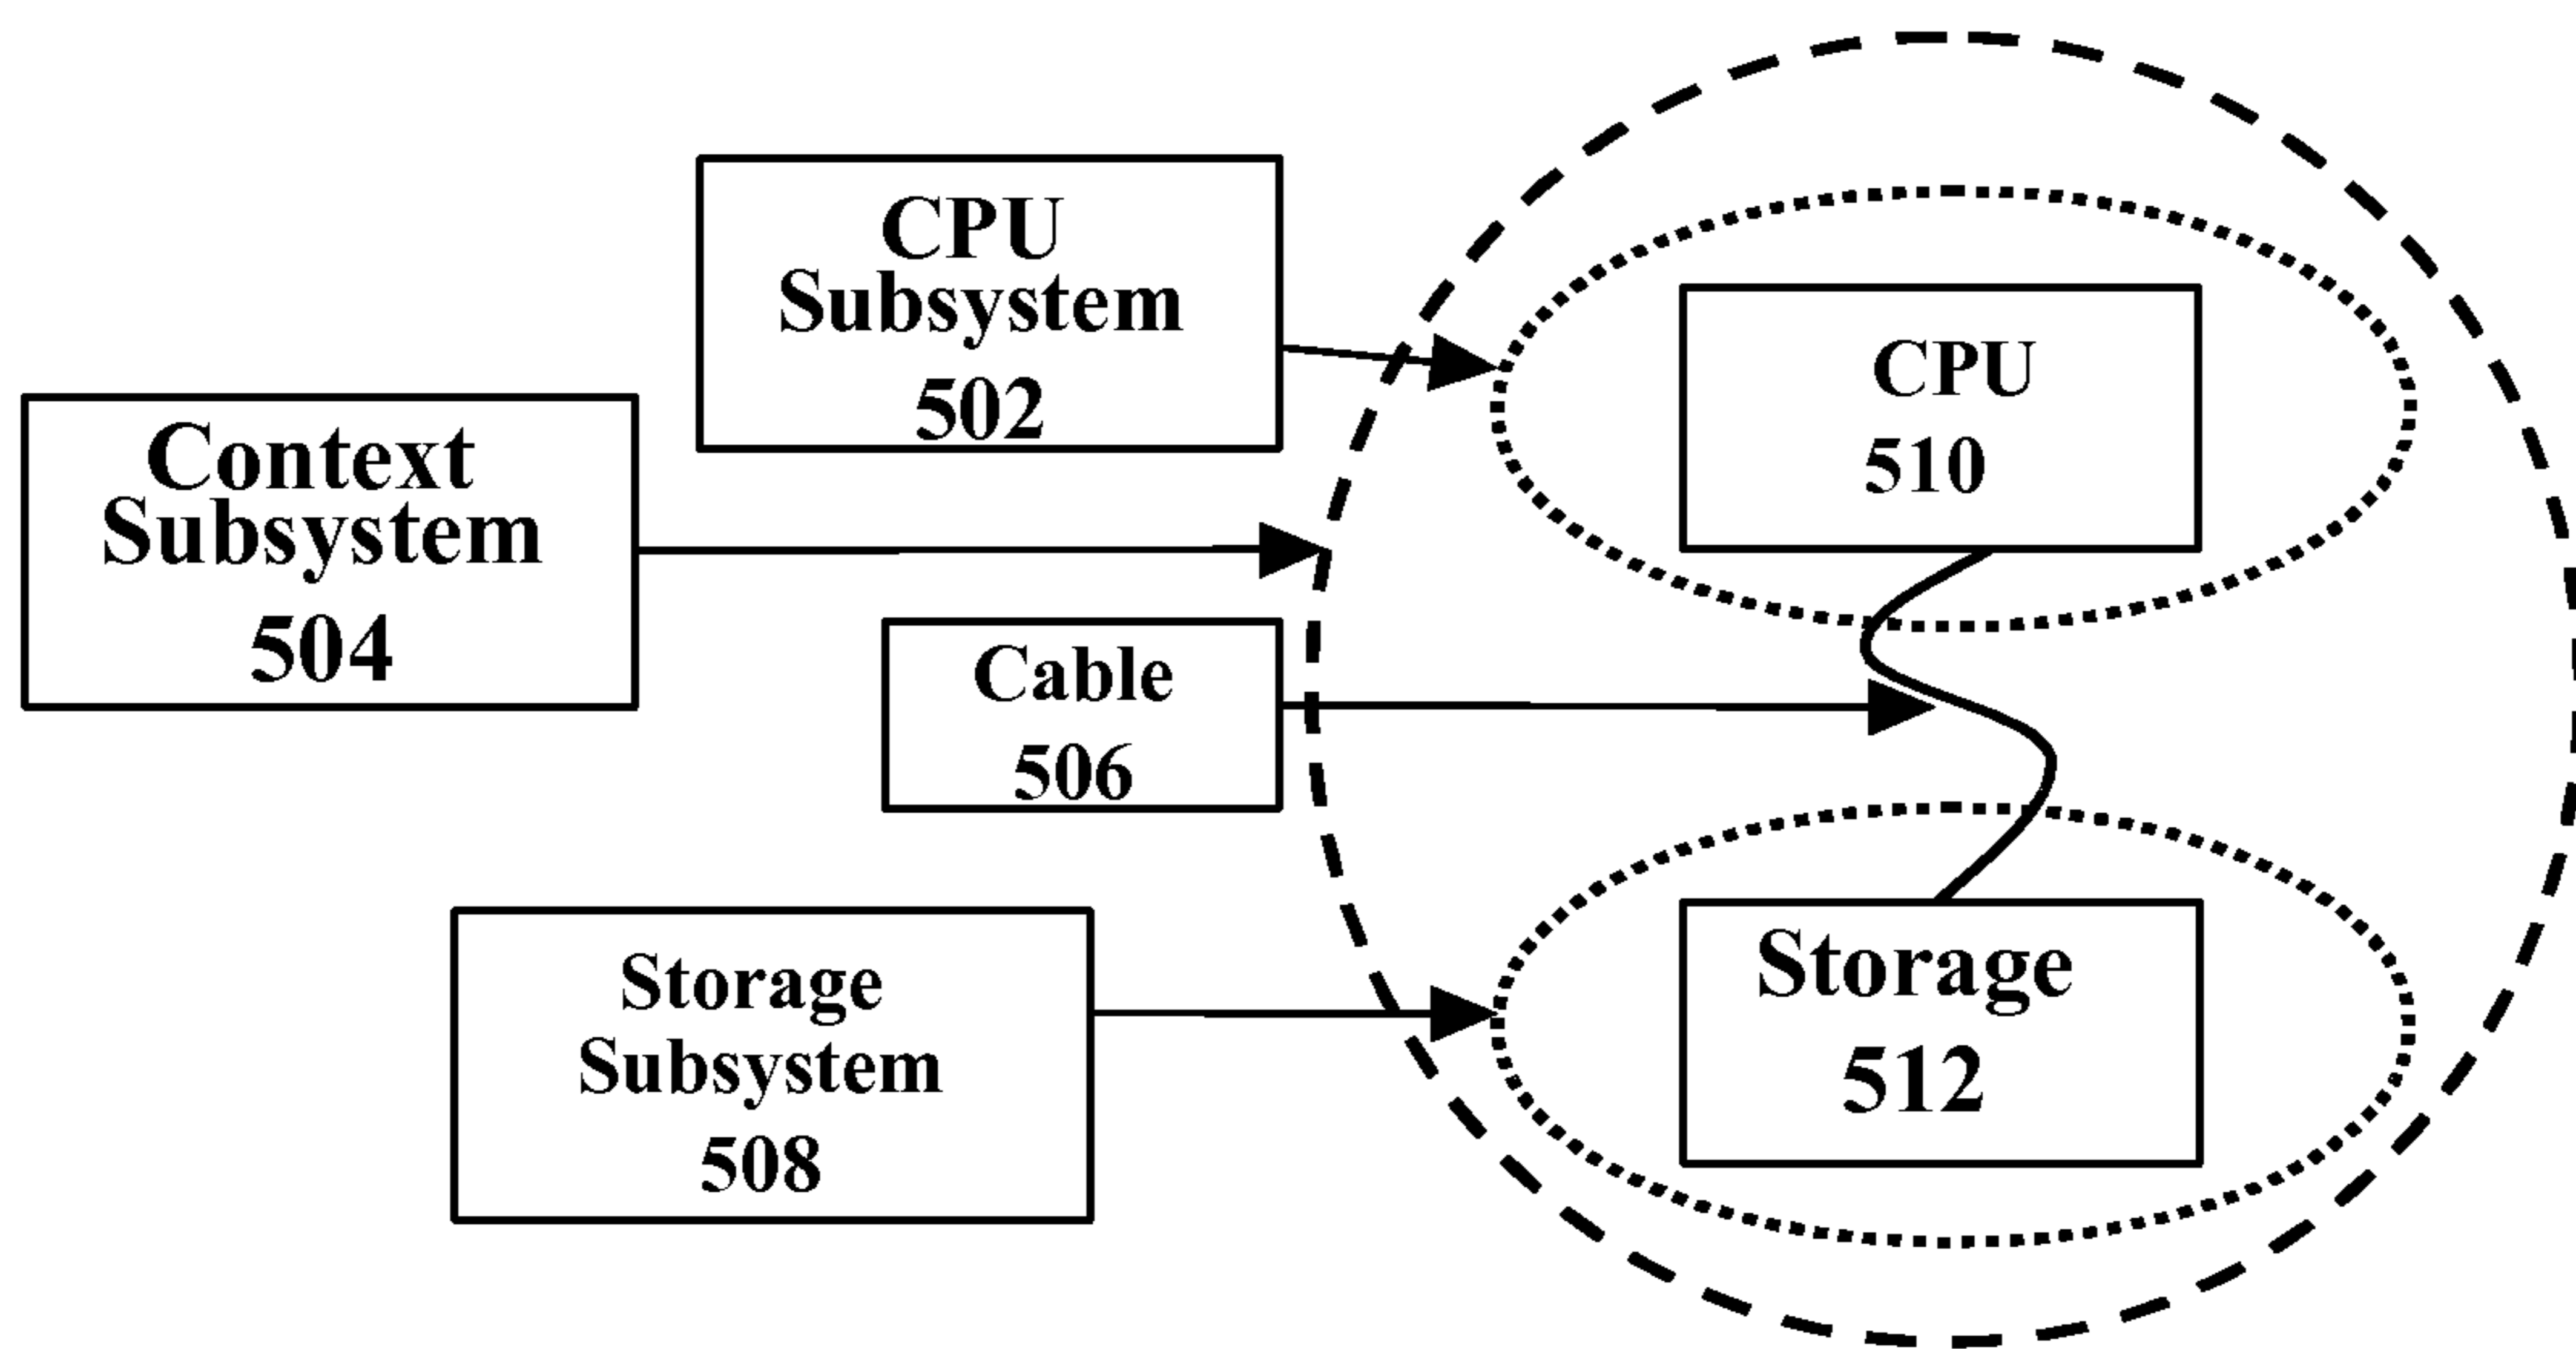 CPU
Subsystem
502
Context
Subsystem
504
Cable
506
Storage
Subsystem
508
CPU
510
Storage
512